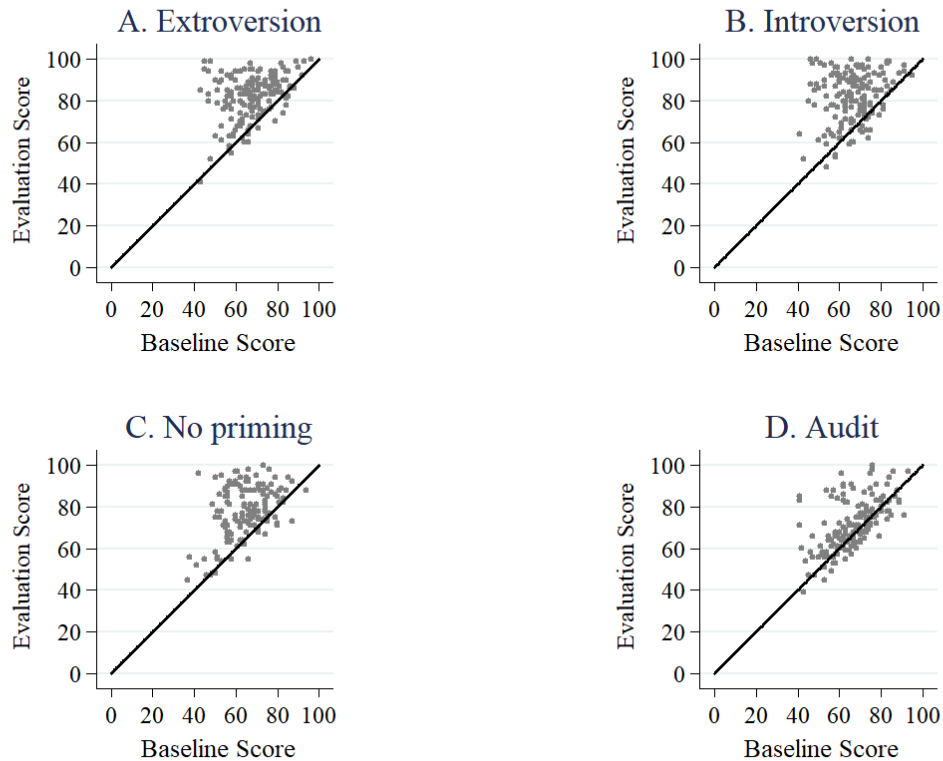 A. Extroversion
Evaluation Score
100
80
60
40
20
0
0 20 40 60 80 100
Baseline Score
B. Introversion
Evaluation Score
100
80
60
40
20
0
0 20 40 60 80 100
Baseline Score
C. No priming
Evaluation Score
100
80
60
40
20
0
0 20 40 60 80 100
Baseline Score
D. Audit
Evaluation Score
100
80
60
40
20
0
0 20 40 60 80 100
Baseline Score